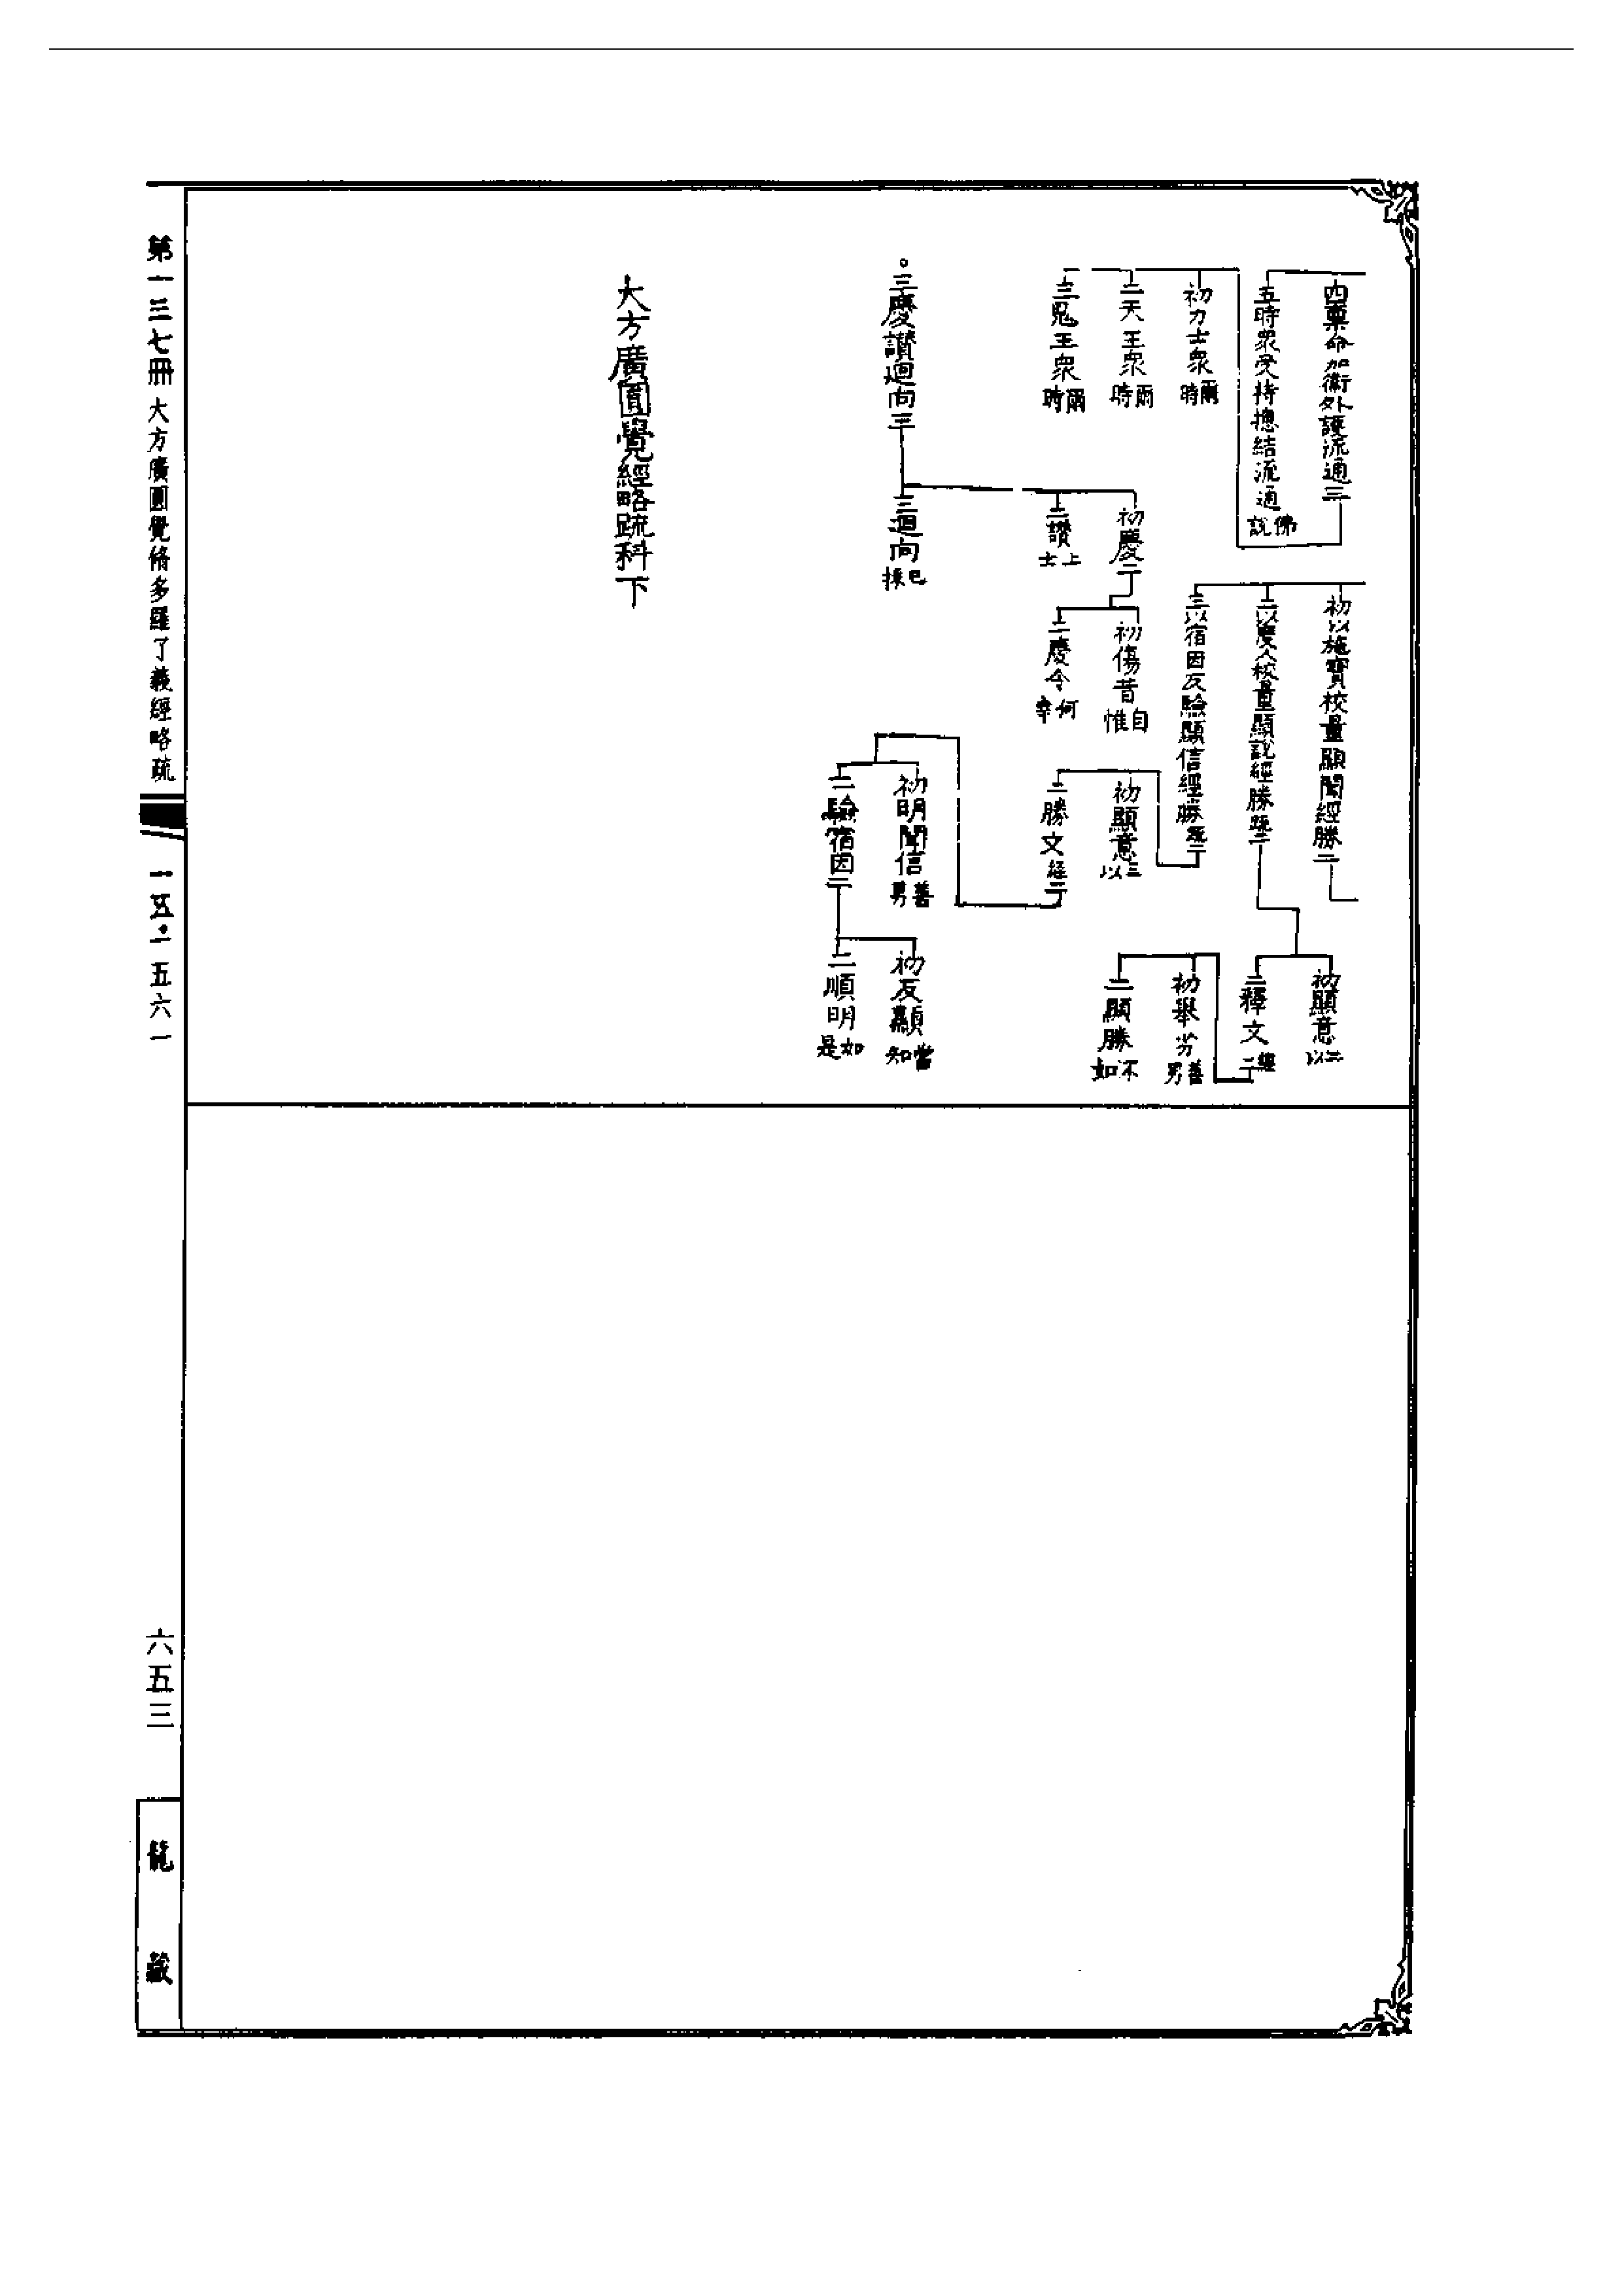 四稟命加衛外護流通三
五時衆受持摠結流通佛說
初力士衆爾時
二天王衆爾時
三鬼王衆爾時
初以施寶校量顯聞經勝二
二以度人校量顯說經勝疏二
三以宿因反驗顯信經勝疏二
初顯意三以
二釋文經二
初舉劣善男
二顯勝不如
初顯意三以
二勝文經二
初明聞信善男
二驗宿因二
初反顯當知
二順明如是
。三慶讚迴向三
初慶二
二讚上士
三迴向已採
初傷昔自惟
二慶今何幸
大方廣圓覺經略疏科下
第一三七冊 大方廣圓覺脩多羅了義經略疏
一五·一五六一
六五三
龍藏